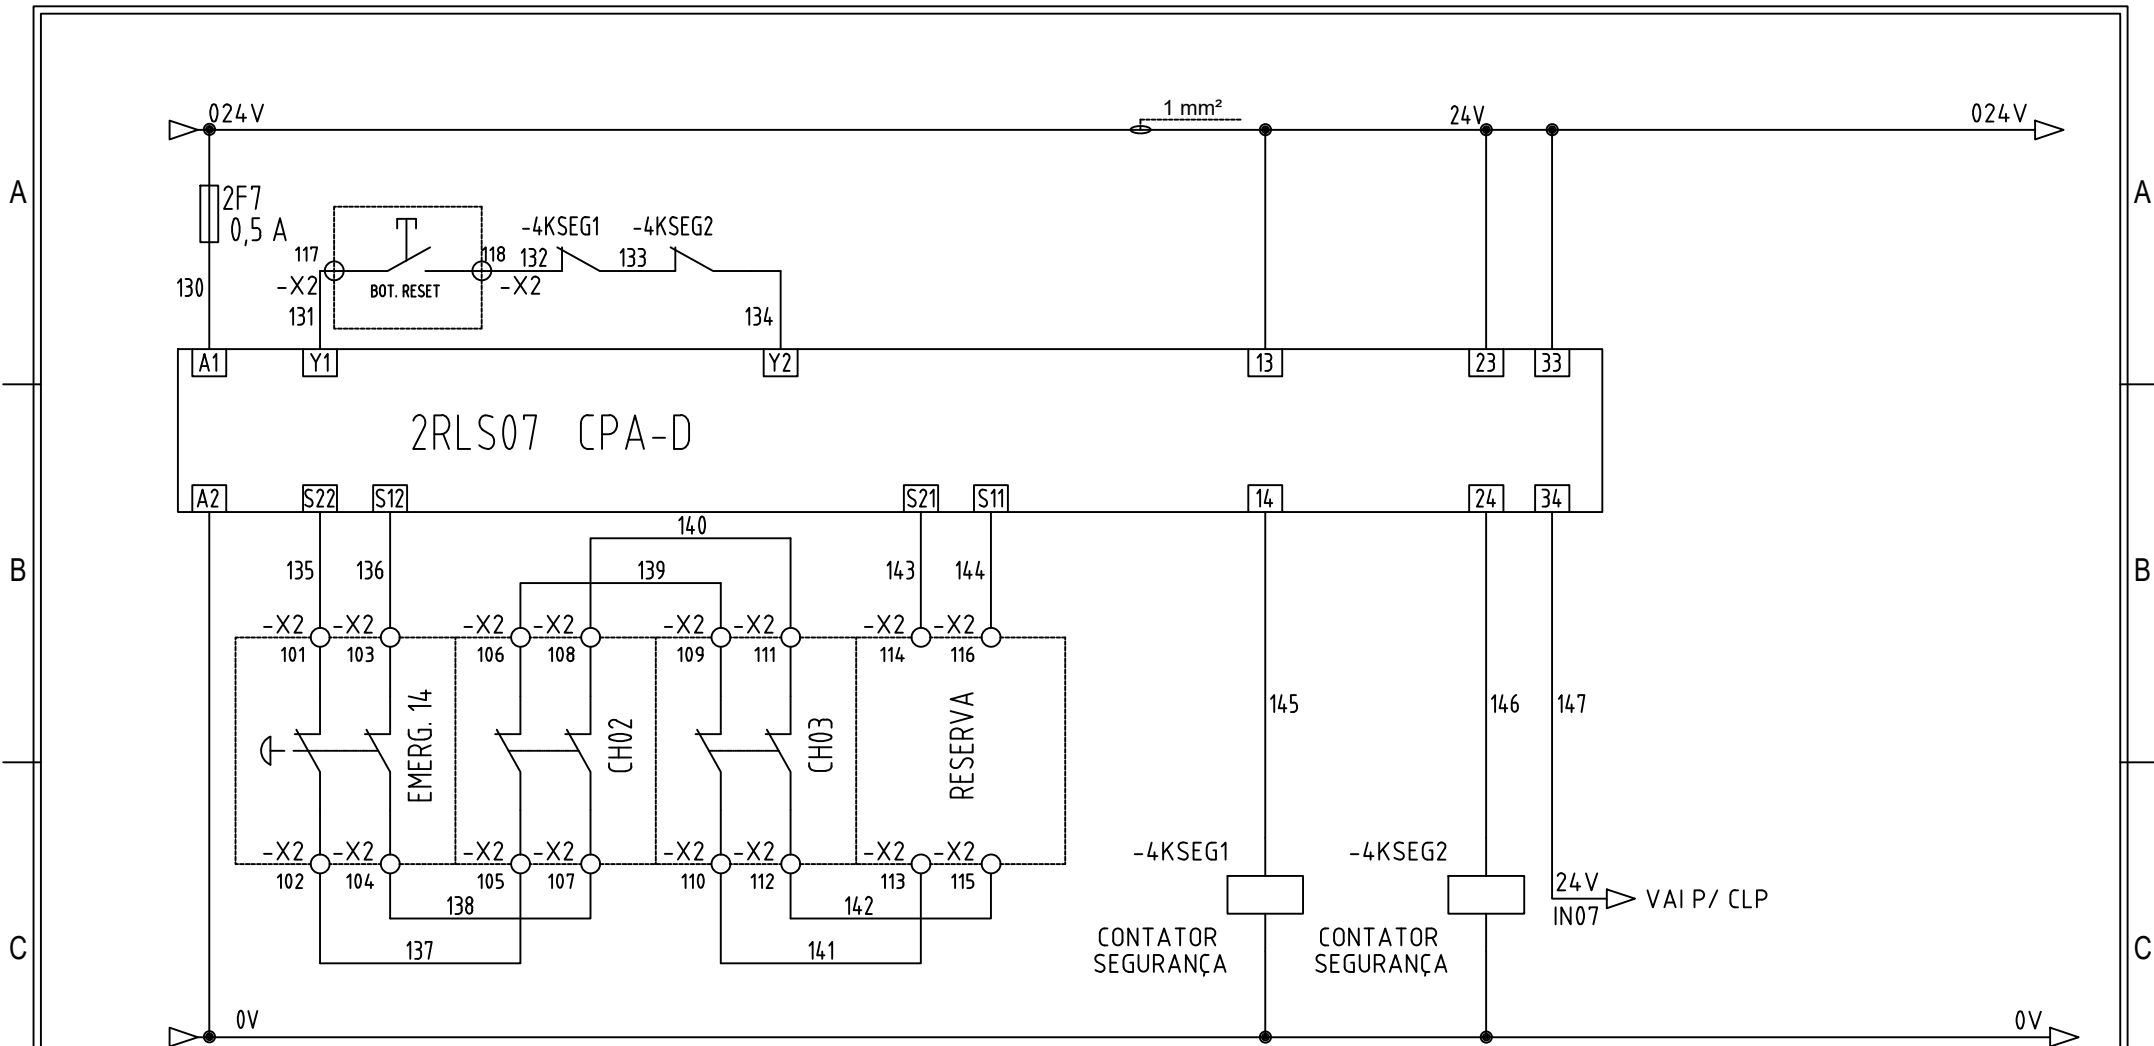 024V
1 mm²
24V
024V
A
A
2F7
0,5 A
-4KSEG1
-4KSEG2
117
118
132
133
130
-X2
BOT. RESET
-X2
131
134
A1
Y1
Y2
13
23
33
2RLS07 CPA-D
A2
S22
S12
S21
S11
14
24
34
140
B
135
136
139
143
144
B
-X2
-X2
-X2
-X2
-X2
-X2
-X2
-X2
101
103
106
108
109
111
114
116
EMERG. 14
CH02
CH03
RESERVA
145
146
147
-X2
-X2
-X2
-X2
-X2
-X2
-X2
-X2
102
104
105
107
110
112
113
115
-4KSEG1
-4KSEG2
138
142
24V
IN07
VAI P/ CLP
C
137
141
CONTATOR
SEGURANÇA
CONTATOR
SEGURANÇA
C
0V
0V